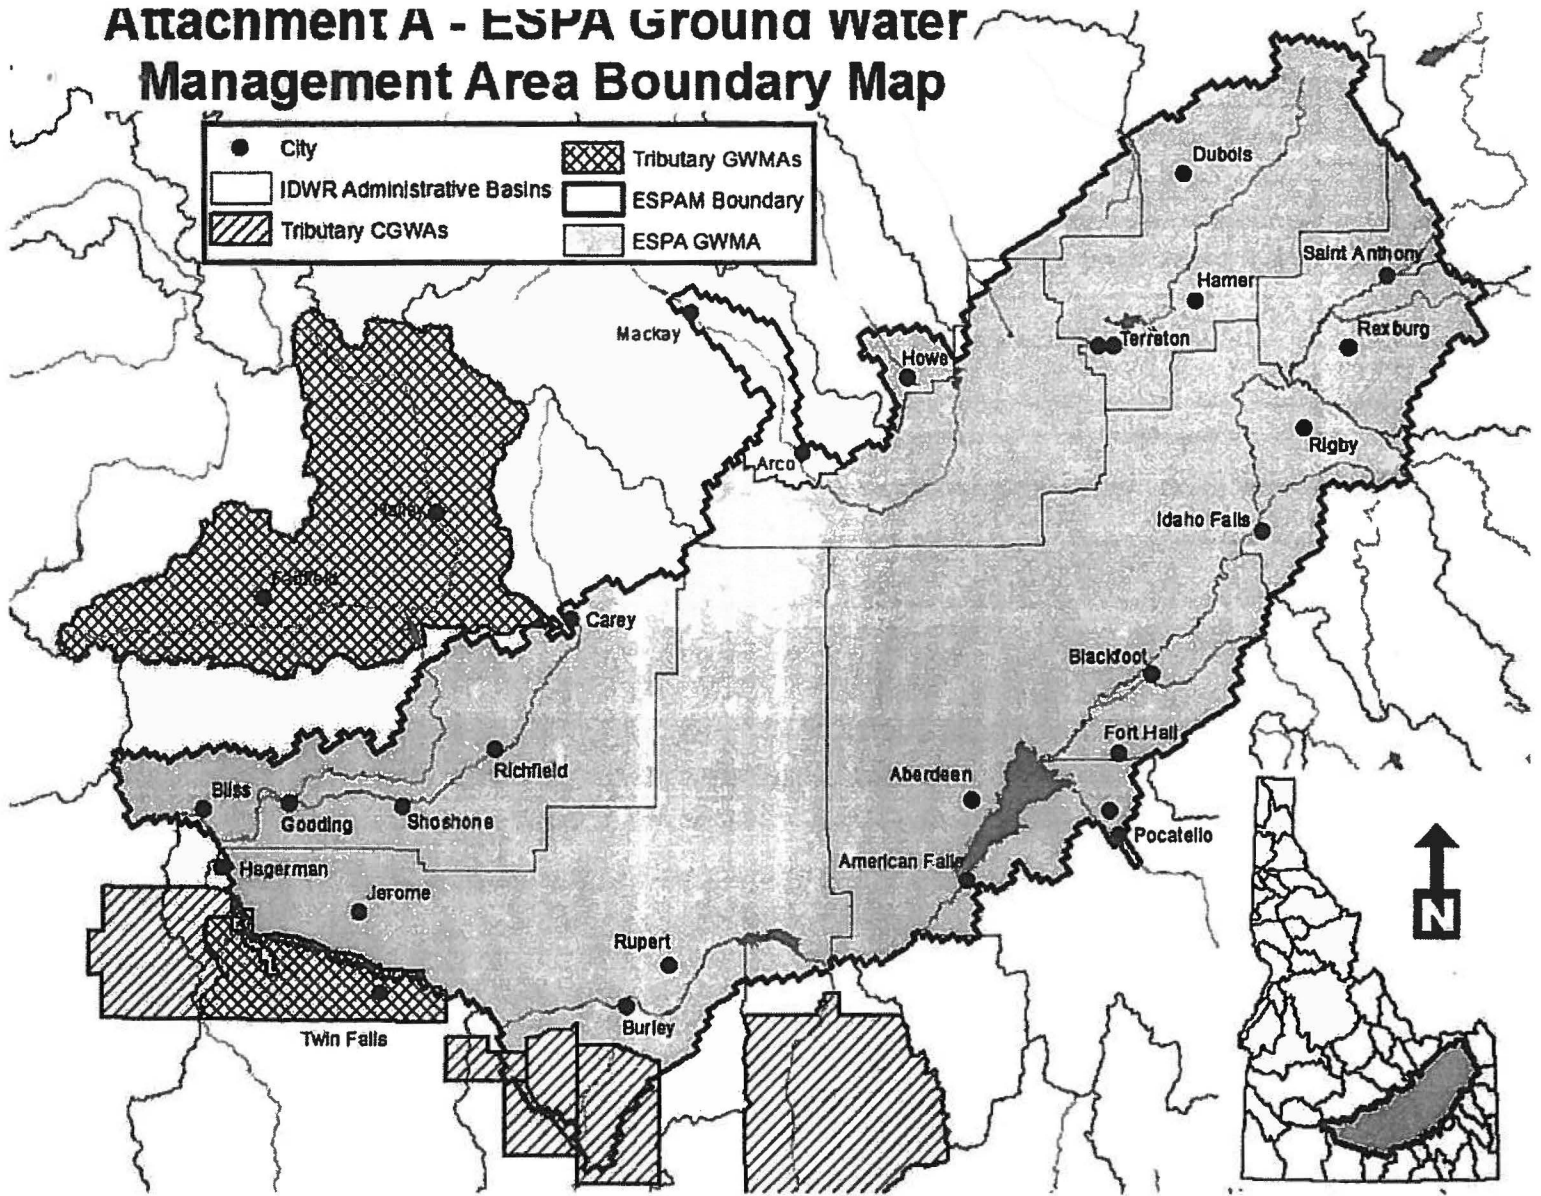 Attachment A - ESPA Ground Water
Management Area Boundary Map
City
IDWR Administrative Basins
Tributary CGWAs
Tributary GWMAs
ESPAM Boundary
ESPA GWMA
Dubois
Saint Anthony
Hamer
Mackay
Terreton
Rexburg
Howe
Rigby
Arco
Hailey
Idaho Falls
Fairfield
Carey
Blackfoot
Fort Hall
Richfield
Aberdeen
Bliss
Gooding
Shoshone
Pocatello
American Falls
Hagerman
Jerome
N
Rupert
Burley
Twin Falls